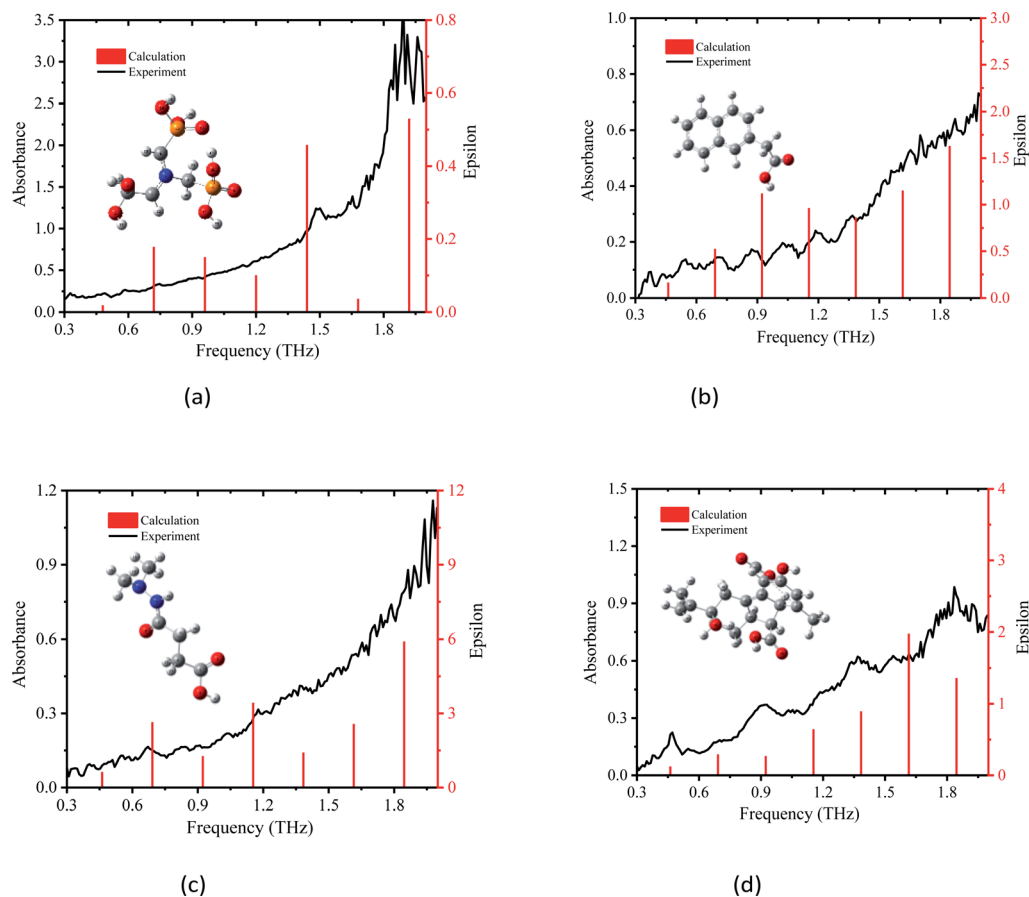 3.5
3.0
2.5
2.0
1.5
1.0
0.5
0.0
Absorbance
Calculation
Experiment
0.8
0.6
0.4
0.2
0.0
Epsilon
0.3 0.6 0.9 1.2 1.5 1.8
Frequency (THz)
(a)
1.0
0.8
0.6
0.4
0.2
0.0
Absorbance
Calculation
Experiment
3.0
2.5
2.0
1.5
1.0
0.5
0.0
Epsilon
0.3 0.6 0.9 1.2 1.5 1.8
Frequency (THz)
(b)
1.2
0.9
0.6
0.3
0.0
Absorbance
Calculation
Experiment
12
9
6
3
0
Epsilon
0.3 0.6 0.9 1.2 1.5 1.8
Frequency (THz)
(c)
1.5
1.2
0.9
0.6
0.3
0.0
Absorbance
Calculation
Experiment
4
3
2
1
0
Epsilon
0.3 0.6 0.9 1.2 1.5 1.8
Frequency (THz)
(d)